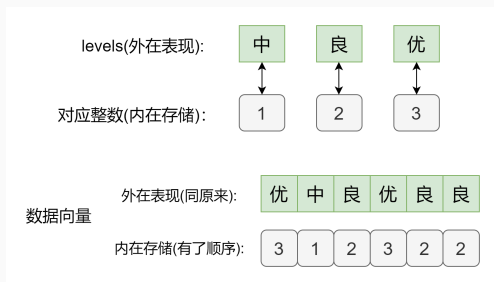 levels(外在表现): 中 良 优
对应整数(内在存储): 1 2 3
外在表现(同原来): 优 中 良 优 良 良
数据向量
内在存储(有了顺序): 3 1 2 3 2 2